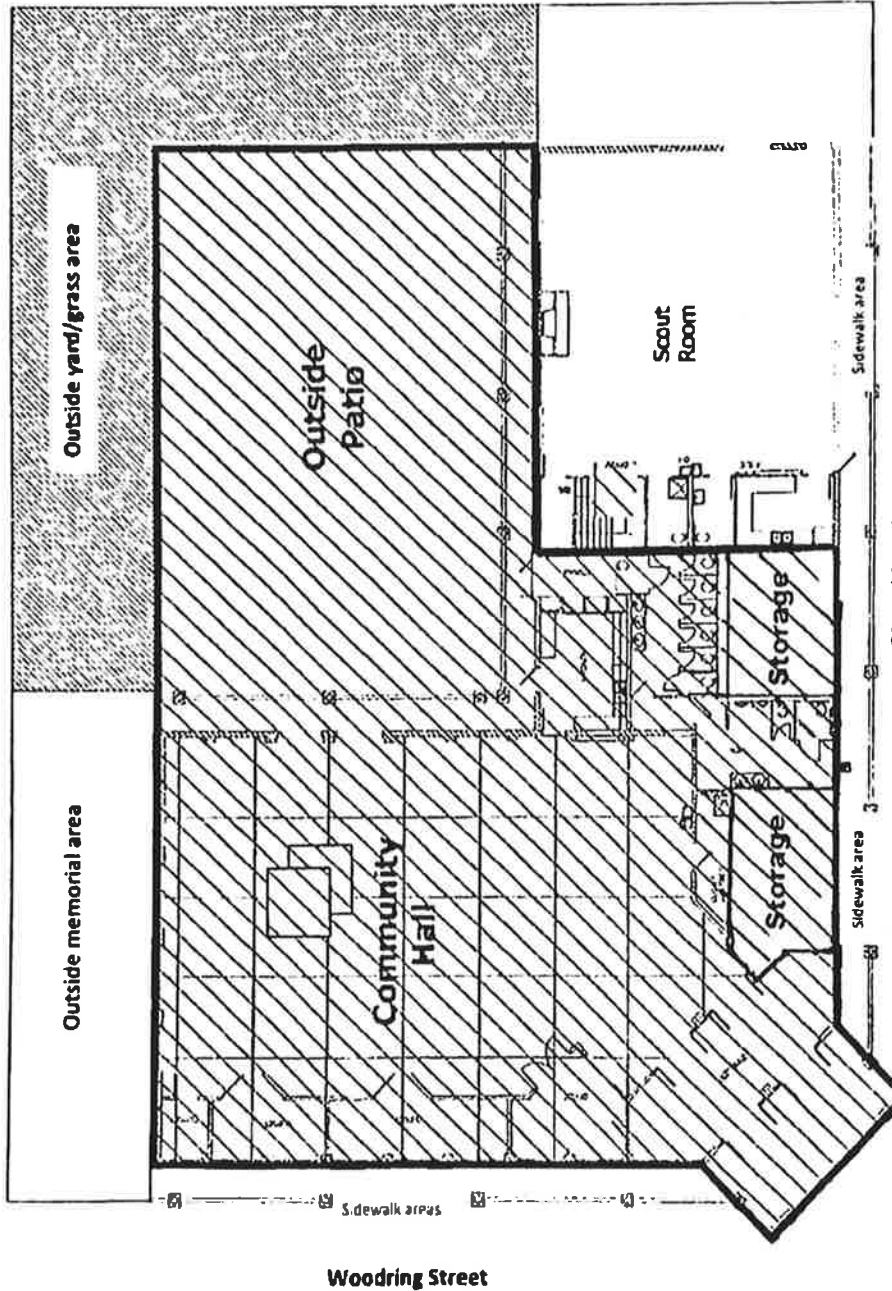 Outside memorial area
Outside yard/grass area
Outside
Patio
Community
Hall
Scout
Room
Storage
Storage
Sidewalk areas
Sidewalk area
Sidewalk area
Woodring Street